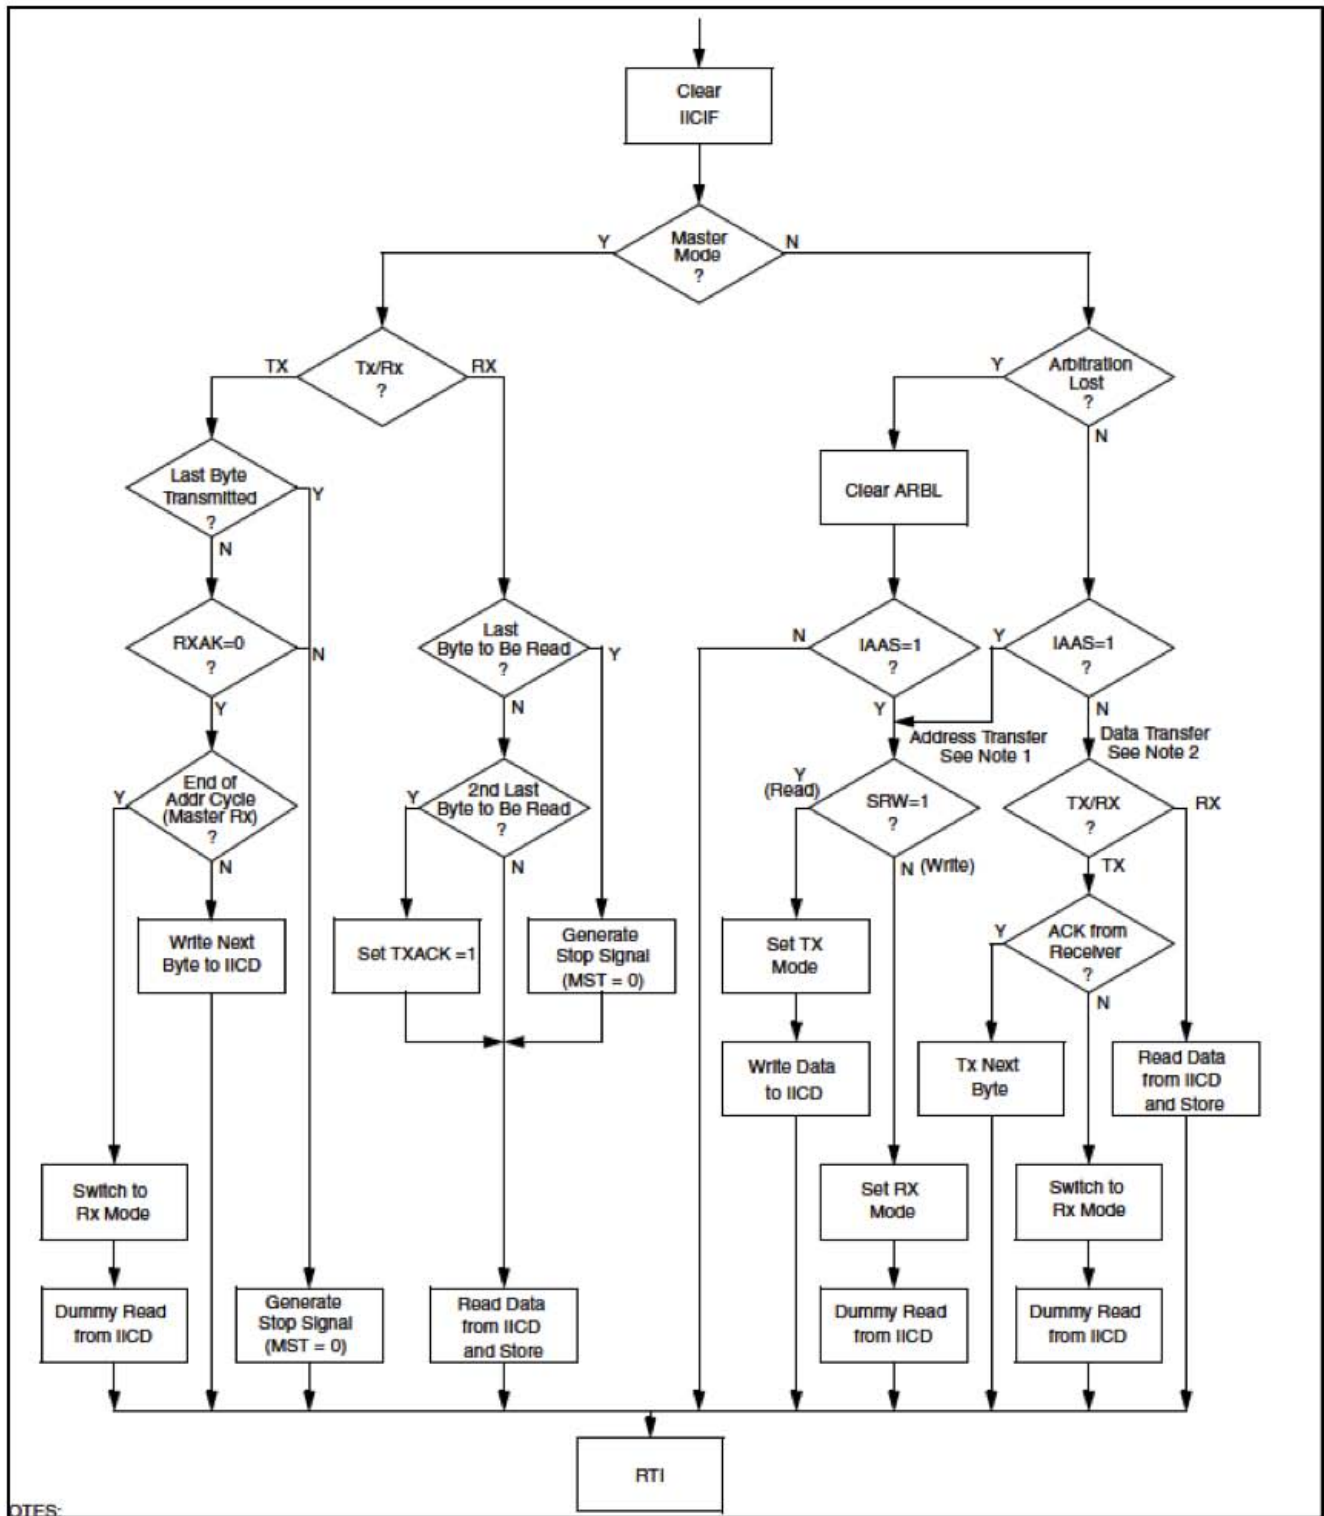 Clear
IICIF
Master
Mode
?
Y
N
Tx/Rx
?
TX
RX
Arbitration
Lost
?
Y
N
Last Byte
Transmitted
?
Y
N
Clear ARBL
RXAK=0
?
N
Y
Last
Byte to Be Read
?
Y
N
IAAS=1
?
N
Y
IAAS=1
?
Y
N
Address Transfer
See Note 1
Data Transfer
See Note 2
End of
Addr Cycle
(Master Rx)
?
Y
N
2nd Last
Byte to Be Read
?
Y
N
Y
(Read)
SRW=1
?
N (Write)
TX/RX
?
RX
TX
Write Next
Byte to IICD
Set TXACK =1
Generate
Stop Signal
(MST = 0)
Set TX
Mode
Y
ACK from
Receiver
?
N
Write Data
to IICD
Tx Next
Byte
Read Data
from IICD
and Store
Switch to
Rx Mode
Set RX
Mode
Switch to
Rx Mode
Dummy Read
from IICD
Generate
Stop Signal
(MST = 0)
Read Data
from IICD
and Store
Dummy Read
from IICD
Dummy Read
from IICD
RTI
OTES: